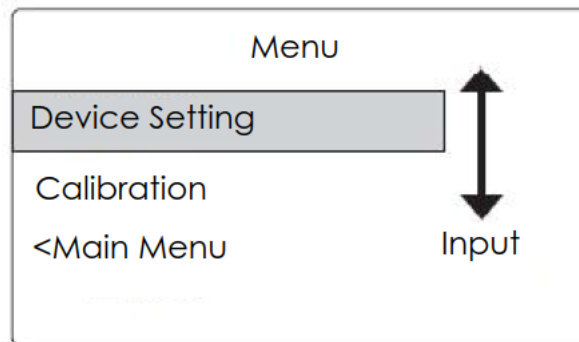 Menu
Device Setting
Calibration
<Main Menu
Input